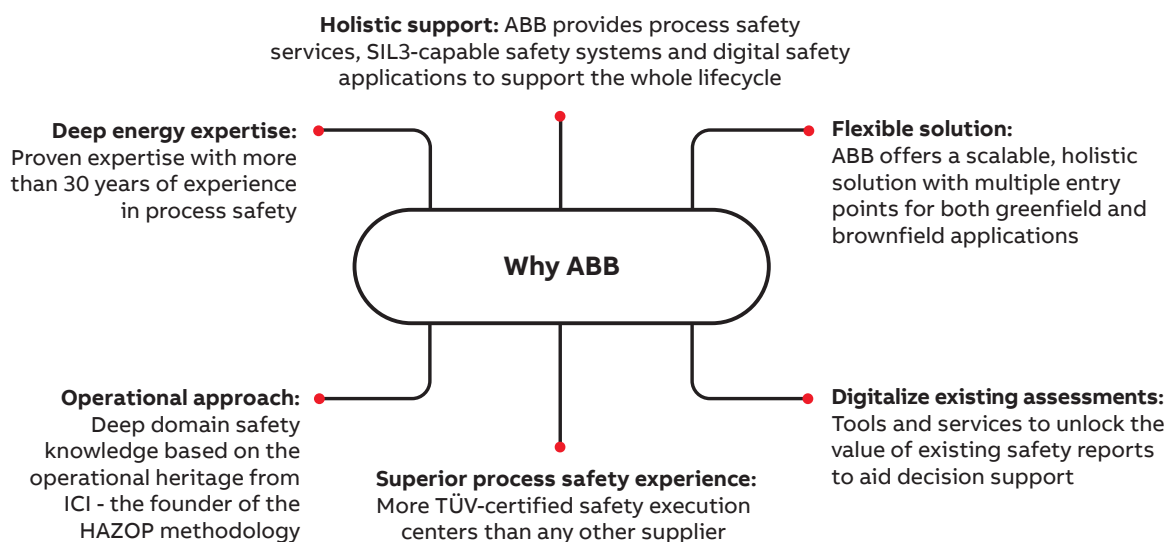 Holistic support: ABB provides process safety
services, SIL3-capable safety systems and digital safety
applications to support the whole lifecycle
Deep energy expertise:
Proven expertise with more
than 30 years of experience
in process safety
Flexible solution:
ABB offers a scalable, holistic
solution with multiple entry
points for both greenfield and
brownfield applications
Why ABB
Operational approach:
Deep domain safety
knowledge based on the
operational heritage from
ICI - the founder of the
HAZOP methodology
Superior process safety experience:
More TÜV-certified safety execution
centers than any other supplier
Digitalize existing assessments:
Tools and services to unlock the
value of existing safety reports
to aid decision support